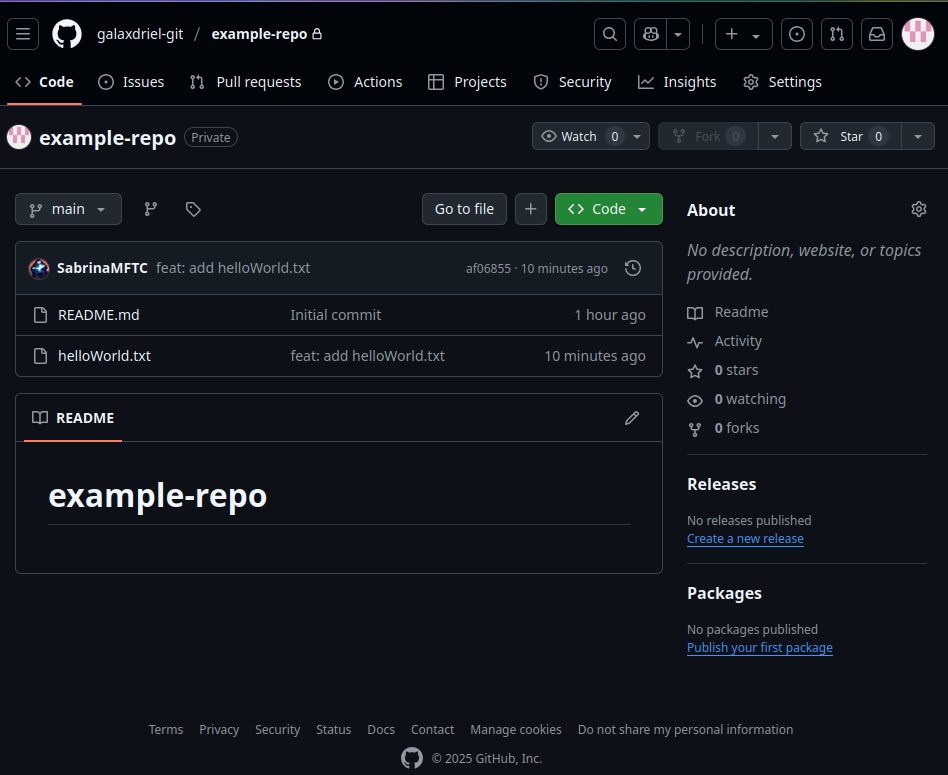 galaxdriel-git / example-repo
Code Issues Pull requests Actions Projects Security Insights Settings
example-repo Private Watch 0 Fork 0 Star 0
main Go to file Code
SabrinaMFTC feat: add helloWorld.txt af06855 · 10 minutes ago
README.md Initial commit 1 hour ago
helloWorld.txt feat: add helloWorld.txt 10 minutes ago
README
example-repo
About
No description, website, or topics
provided.
Readme
Activity
0 stars
0 watching
0 forks
Releases
No releases published
Create a new release
Packages
No packages published
Publish your first package
Terms Privacy Security Status Docs Contact Manage cookies Do not share my personal information
© 2025 GitHub, Inc.